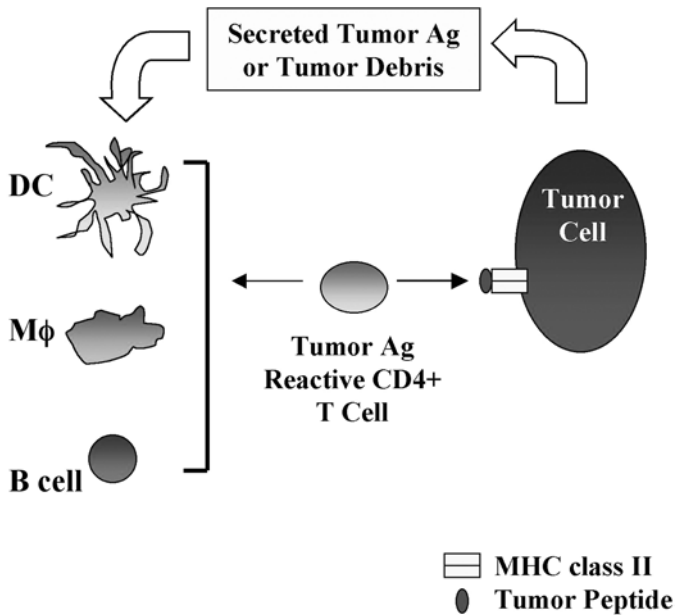 Secreted Tumor Ag
or Tumor Debris
DC
Tumor
Cell
Mϕ
Tumor Ag
Reactive CD4+
T Cell
B cell
MHC class II
Tumor Peptide